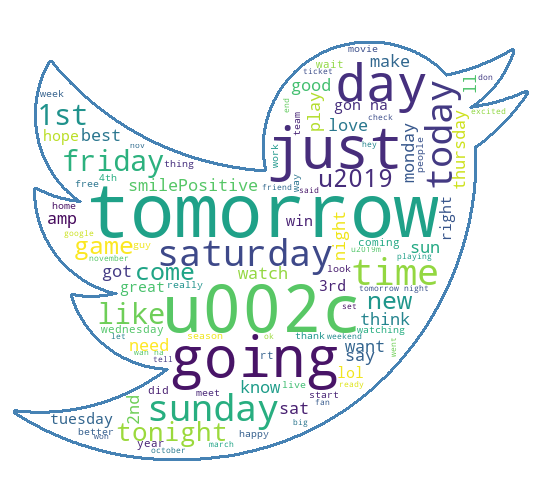 movie
week
ticket
don
make
wait
good
day
ll
end
check
excited
1st
gon na
play
team
just
today
hope
best
love
monday
people
thursday
nov
work
hey
friday
thing
u2019
free
4th
smilePositive
friend
way
said
home
amp
tomorrow
win
night
right
google
game
guy
saturday
coming
sun
playing
november
got
come
watch
look
u2019m
time
great
really
3rd
tomorrow night
like
u002c
set
new
wednesday
season
think
watching
let
need
wan na
ok
thank
weekend
want
went
tell
going
rt
say
lol
ready
did
know
live
meet
start
2nd
sunday
sat
fan
tuesday
better
won
tonight
year
happy
big
march
october